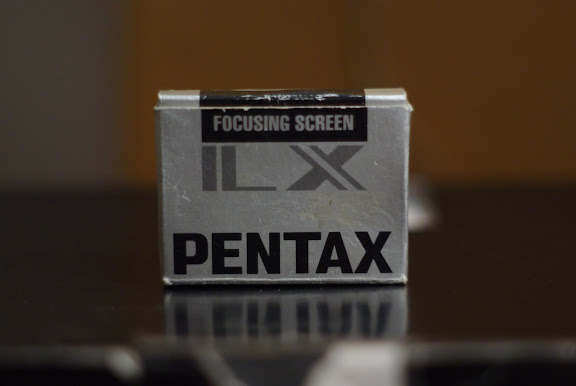 FOCUSING SCREEN
LX
PENTAX